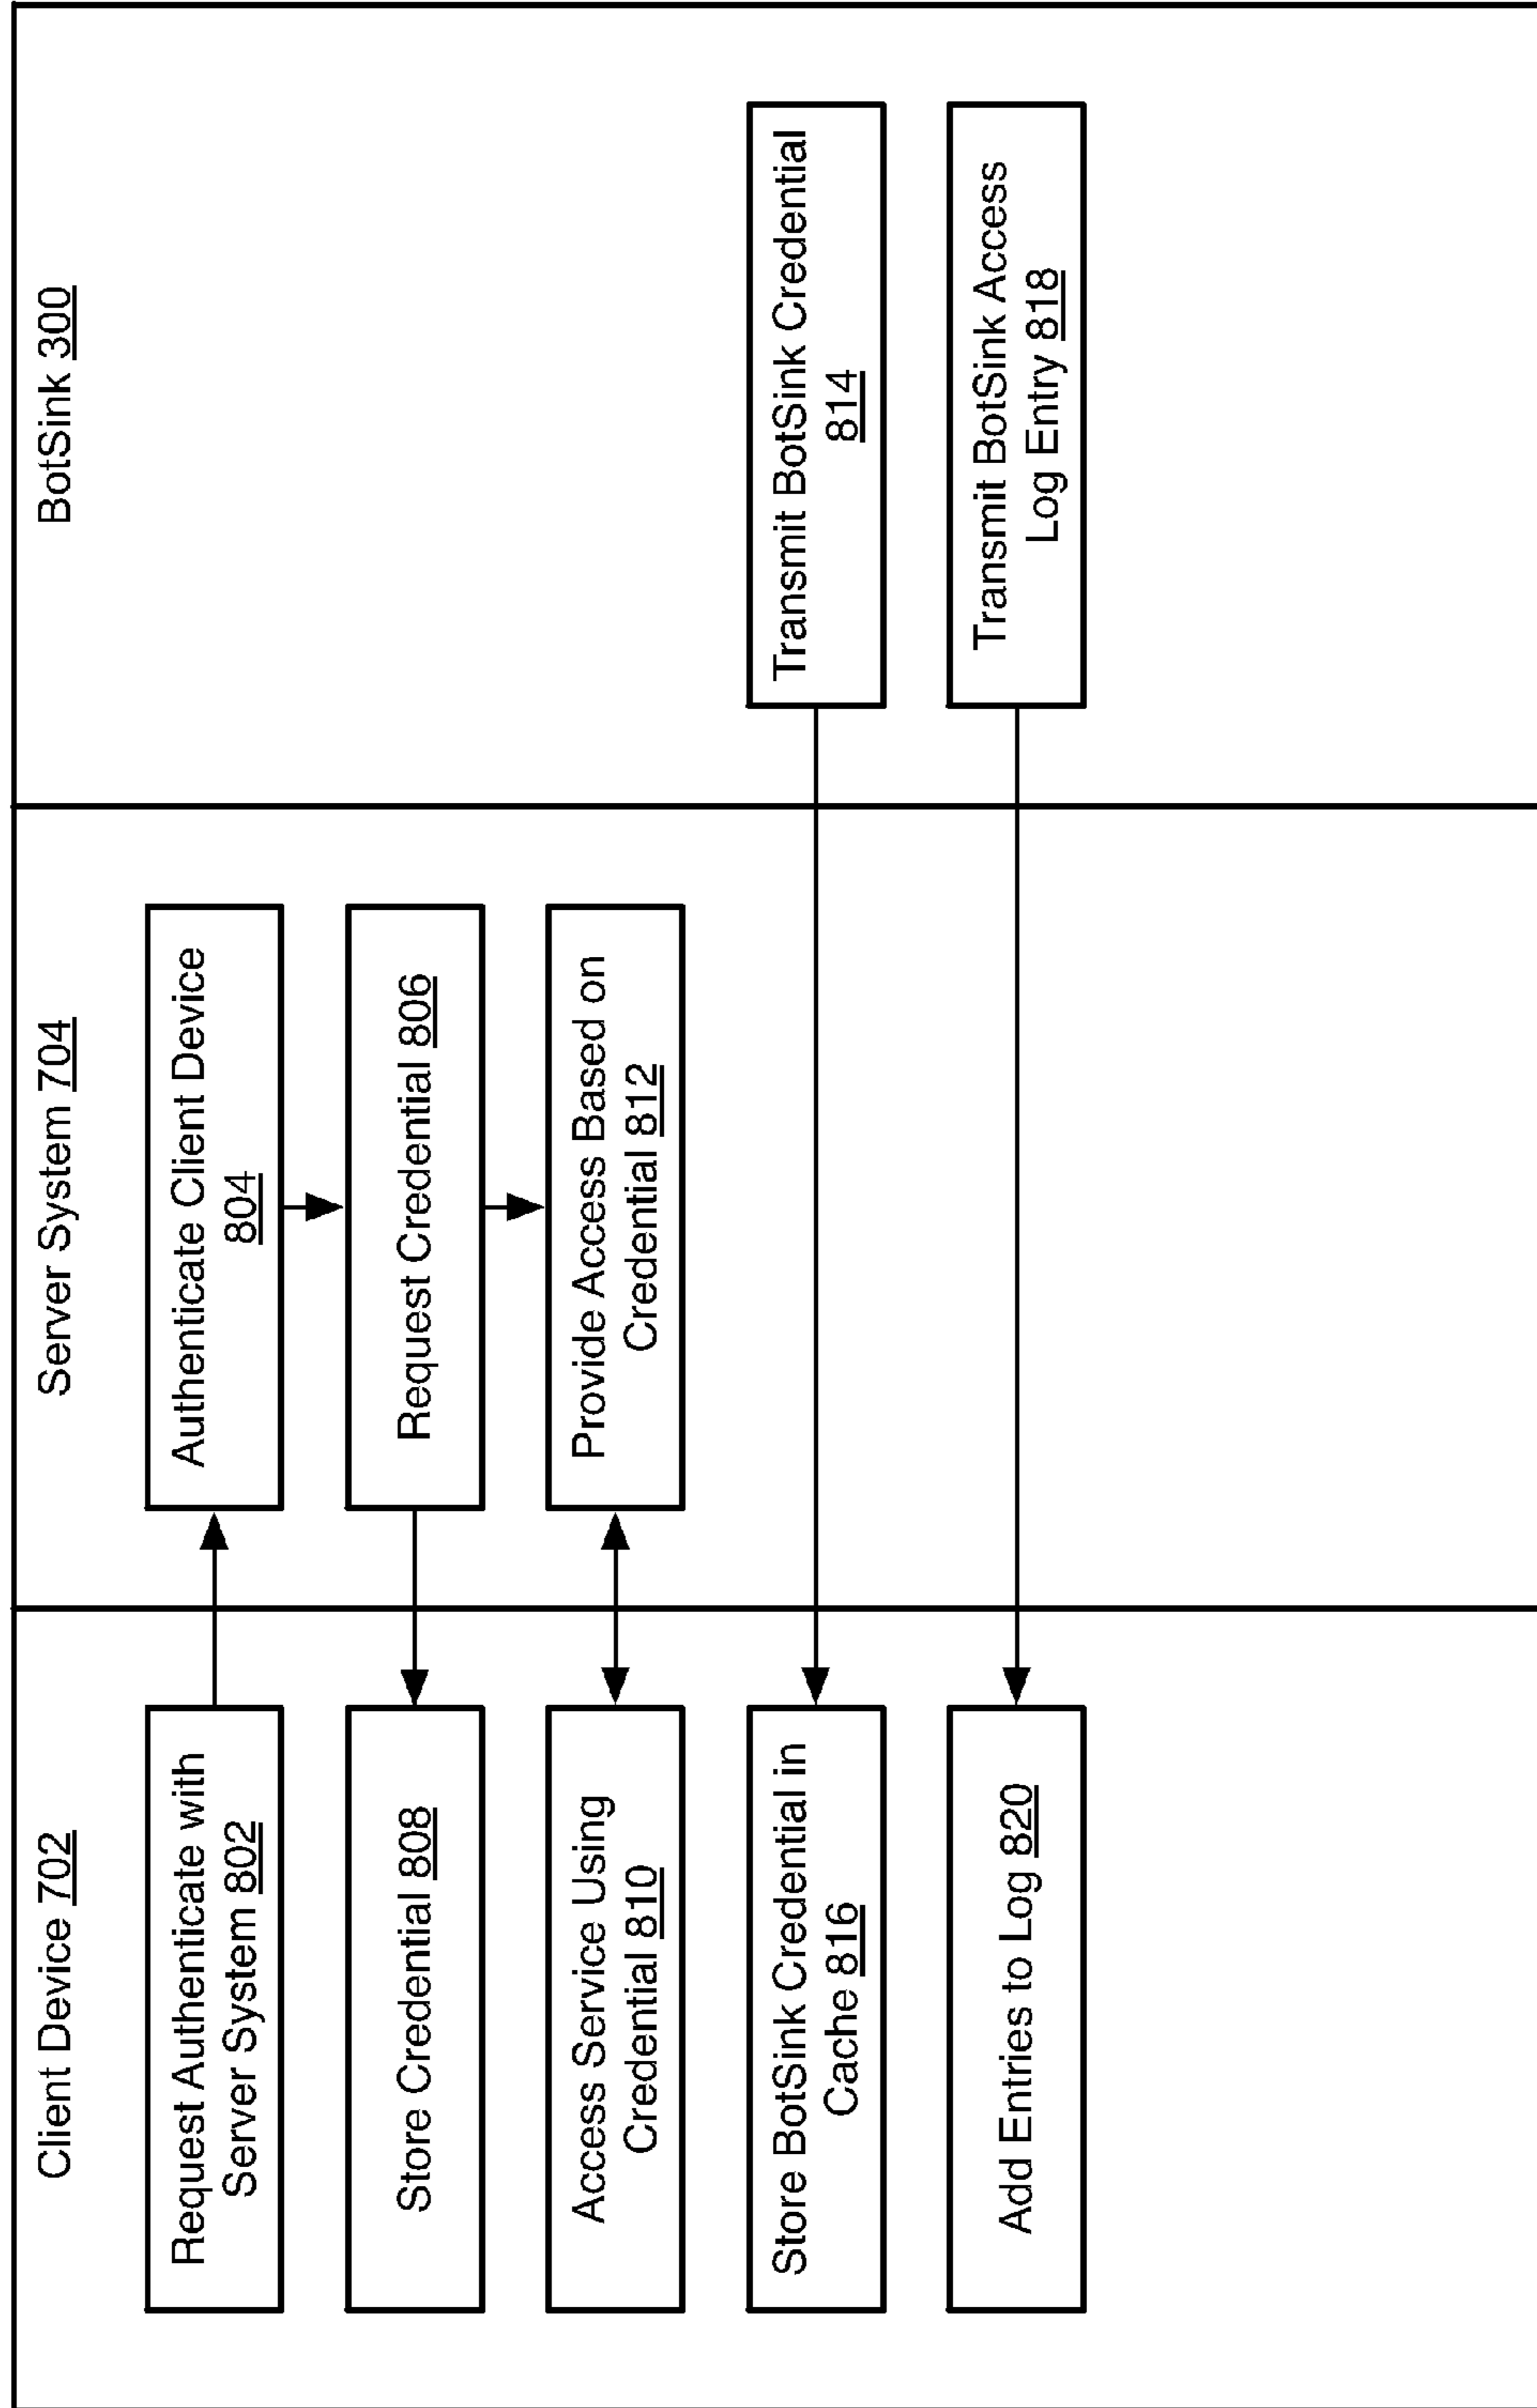 Client Device 702
Server System 704
BotSink 300
Request Authenticate with
Server System 802
Authenticate Client Device
804
Store Credential 808
Request Credential 806
Access Service Using
Credential 810
Provide Access Based on
Credential 812
Store BotSink Credential in
Cache 816
Transmit BotSink Credential
814
Add Entries to Log 820
Transmit BotSink Access
Log Entry 818